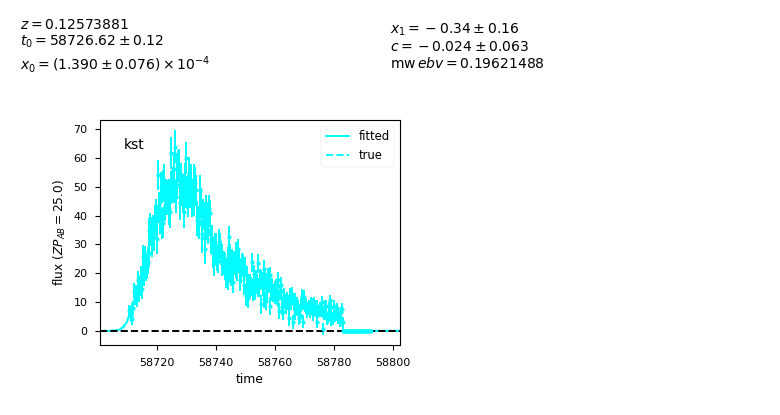 z = 0.12573881
t₀ = 58726.62 ± 0.12
x₀ = (1.390 ± 0.076) × 10⁻⁴
x₁ = −0.34 ± 0.16
c = −0.024 ± 0.063
mw ebv = 0.19621488
kst
fitted
true
flux (ZP_AB = 25.0)
70
60
50
40
30
20
10
0
58720 58740 58760 58780 58800
time